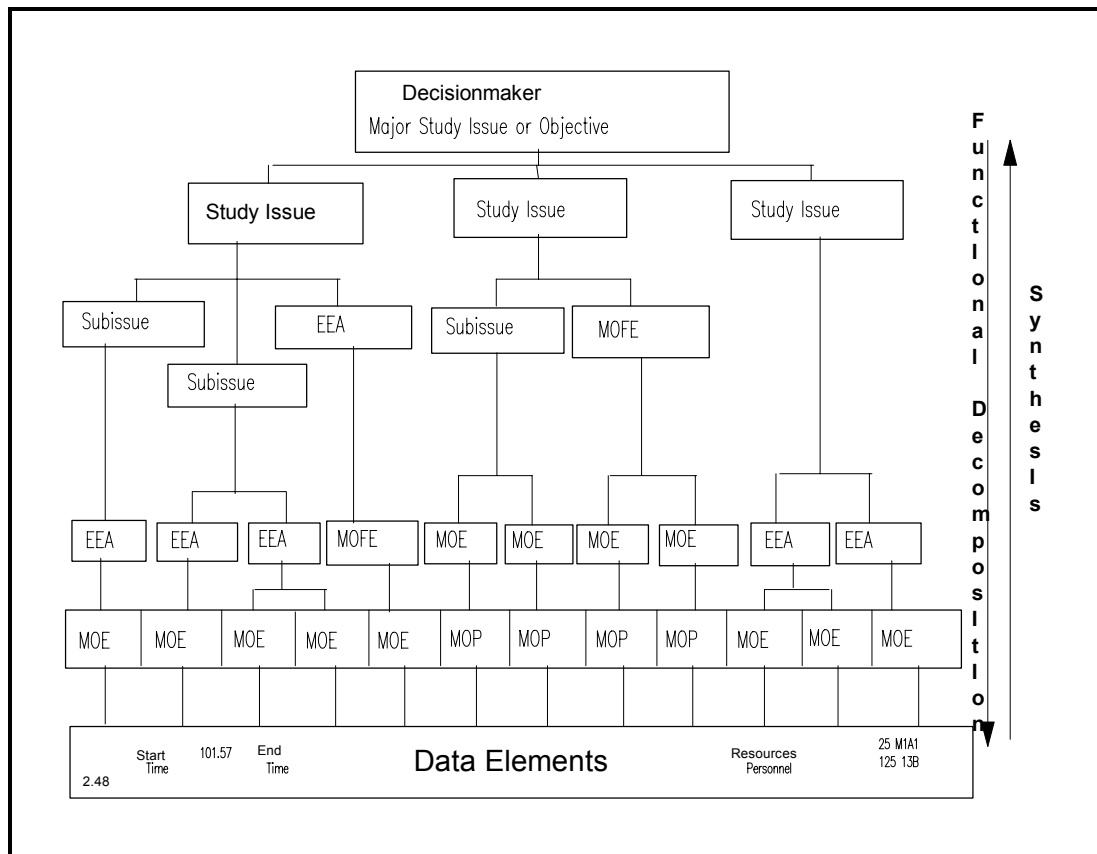 Decisionmaker
Major Study Issue or Objective
Study Issue
Study Issue
Study Issue
Subissue
EEA
Subissue
MOFE
Subissue
EEA
EEA
EEA
MOFE
MOE
MOE
MOE
MOE
EEA
EEA
MOE
MOE
MOE
MOE
MOE
MOP
MOP
MOP
MOP
MOE
MOE
MOE
2.48
Start
Time
101.57
End
Time
Data Elements
Resources
Personnel
25 M1A1
125 13B
FunctIonal DecomposItIon
SynthesIs